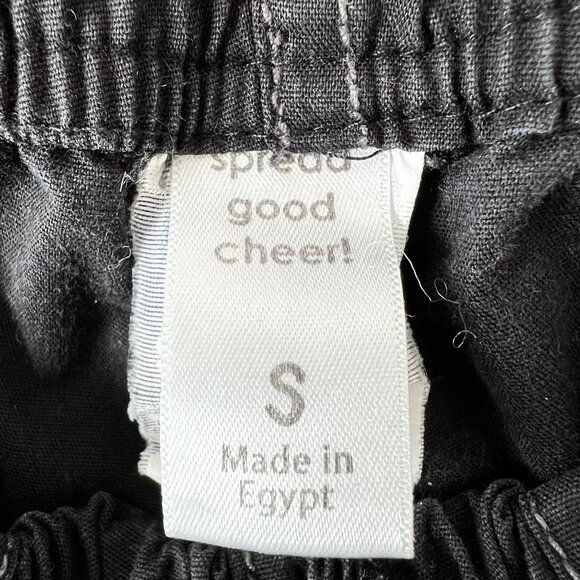 spread
good
cheer!
S
Made in
Egypt